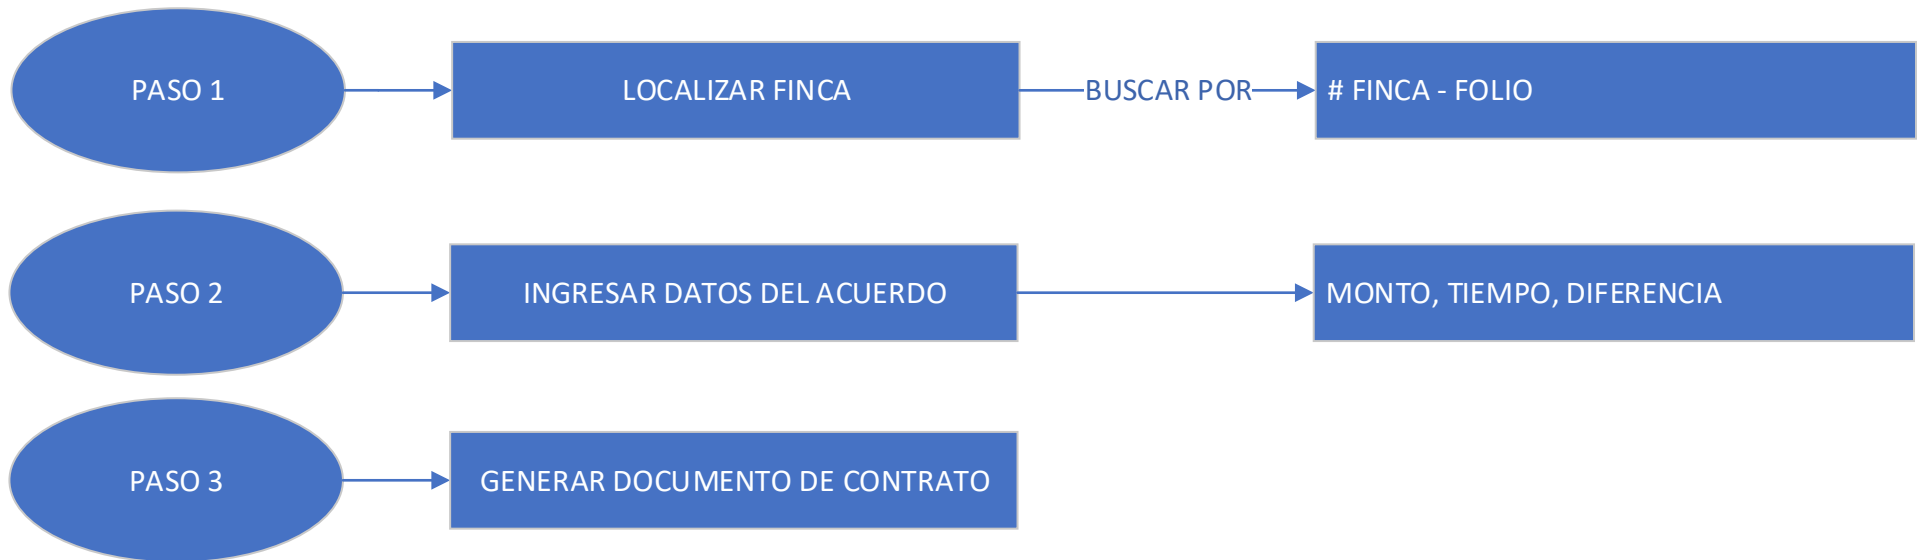 PASO 1
LOCALIZAR FINCA
BUSCAR POR
# FINCA - FOLIO
PASO 2
INGRESAR DATOS DEL ACUERDO
MONTO, TIEMPO, DIFERENCIA
PASO 3
GENERAR DOCUMENTO DE CONTRATO